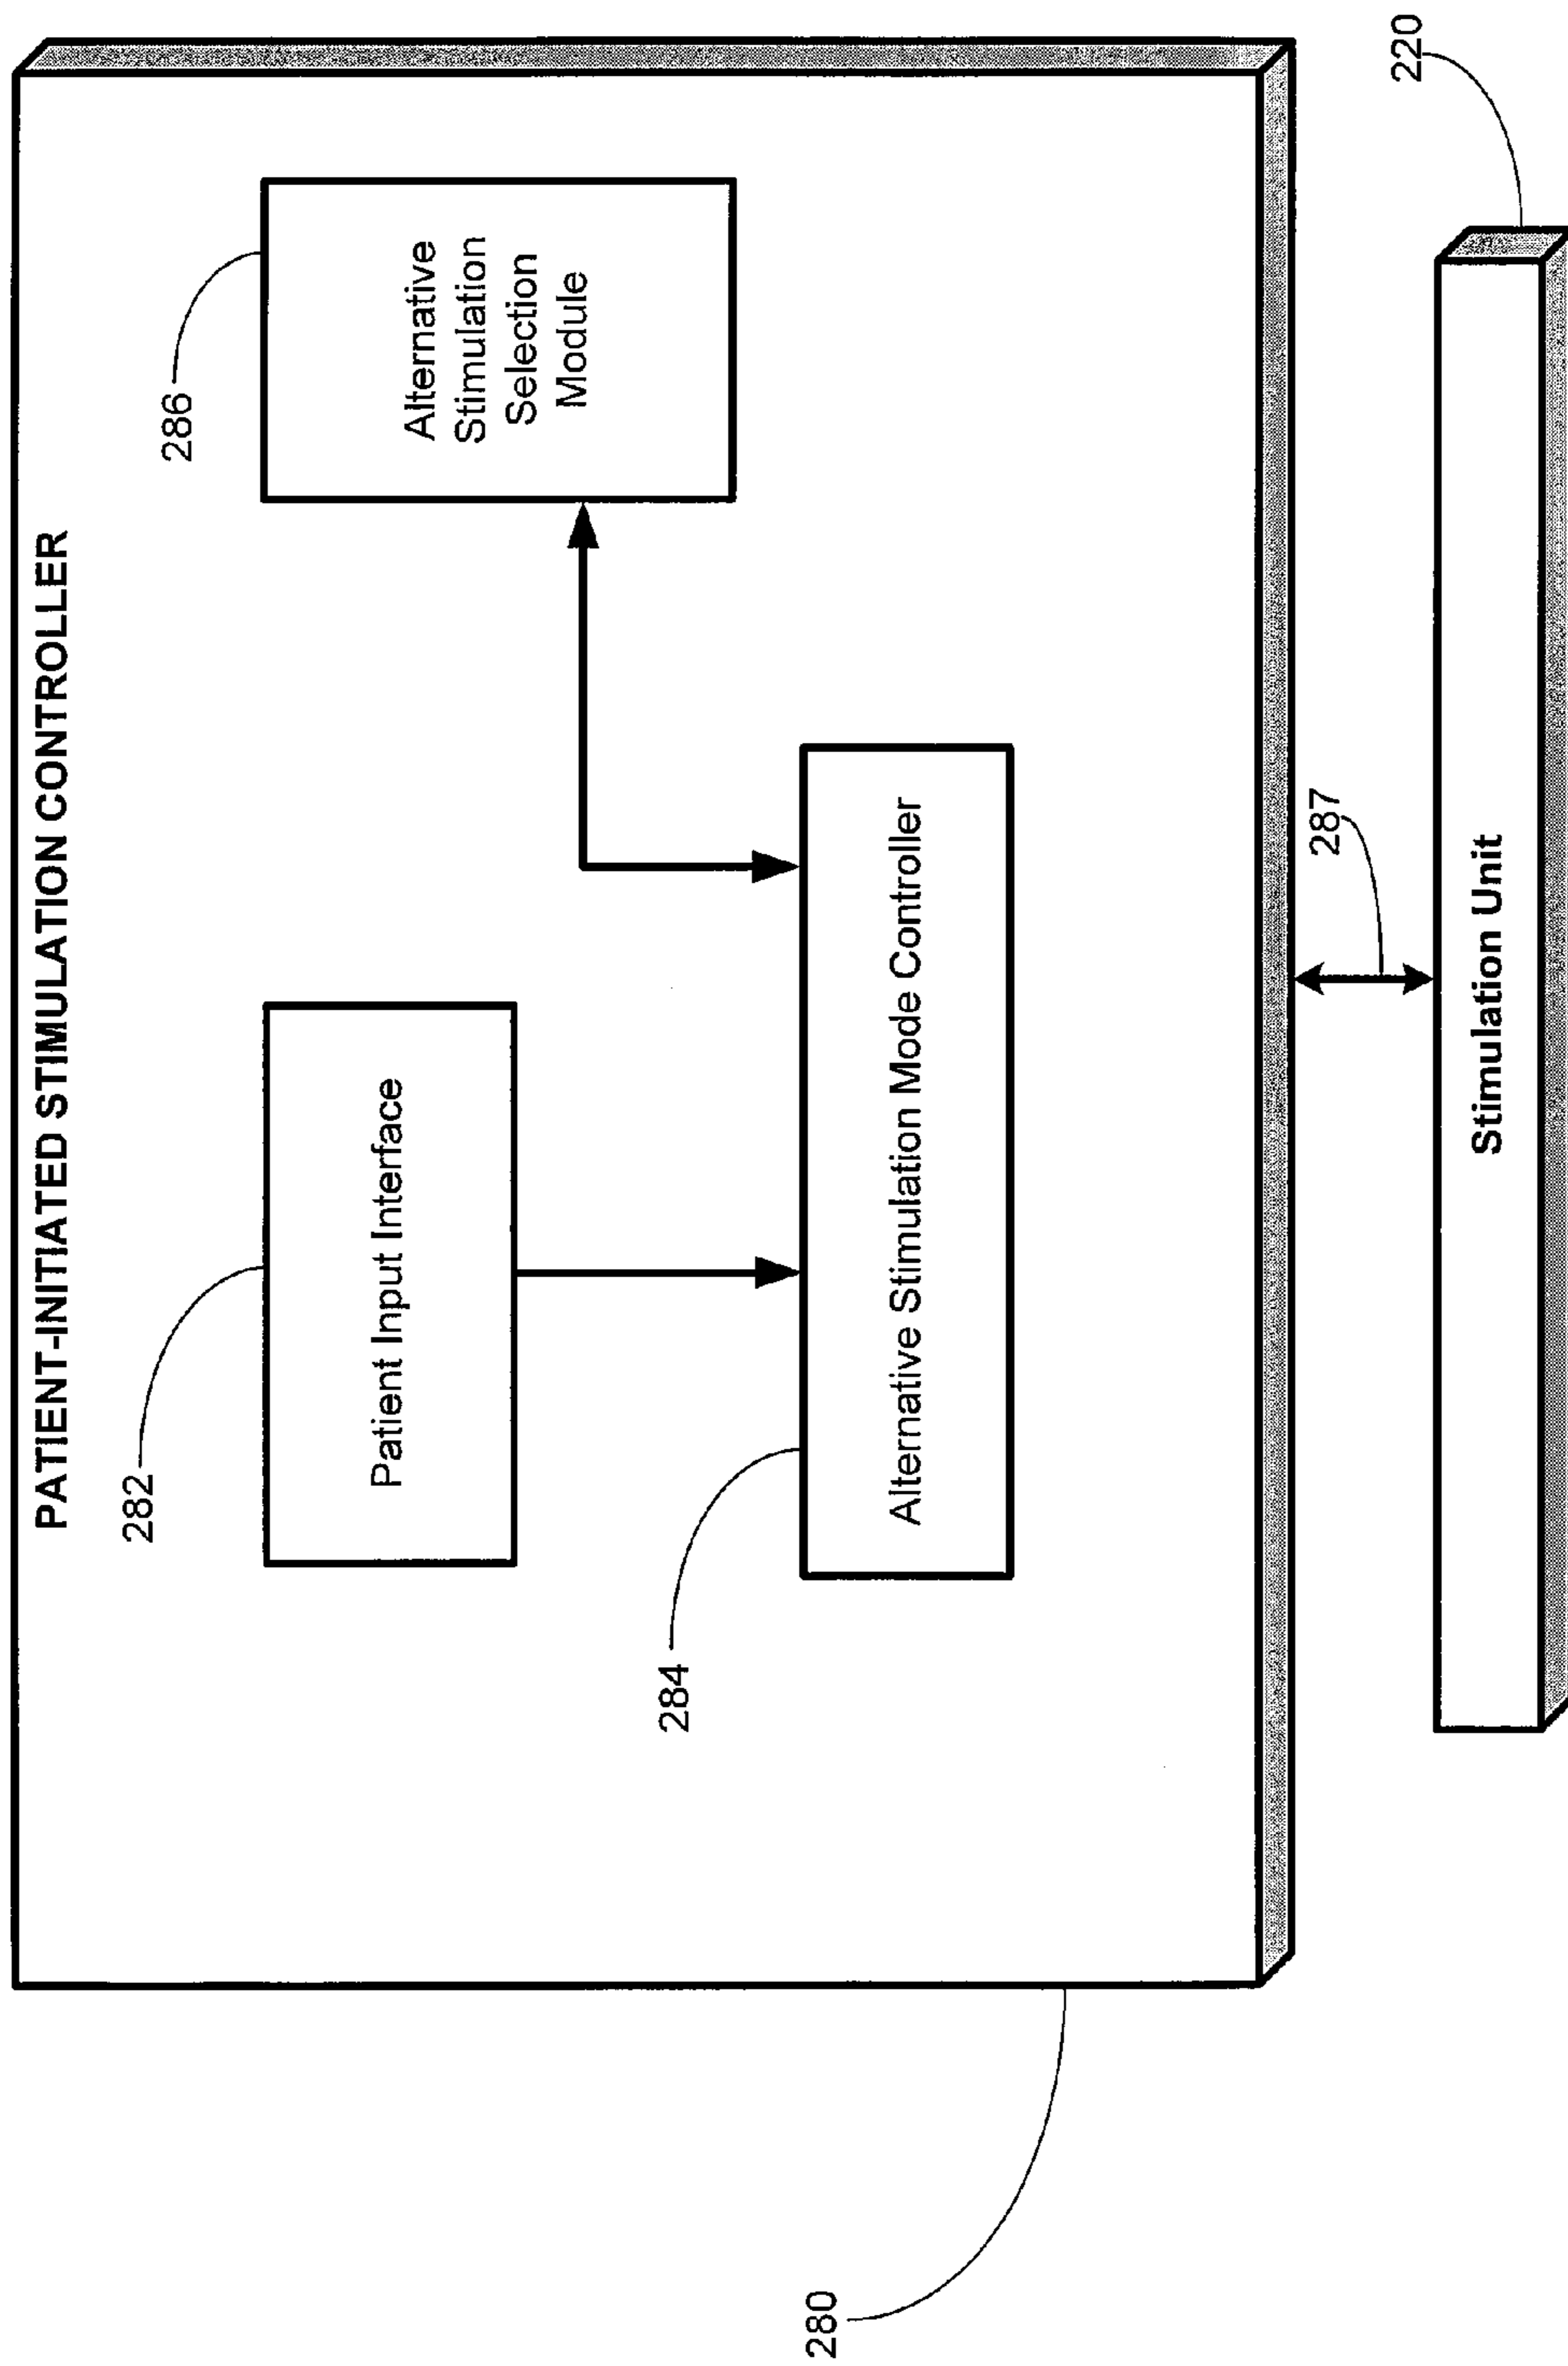 PATIENT-INITIATED STIMULATION CONTROLLER
282
Patient Input Interface
286
Alternative
Stimulation
Selection
Module
284
Alternative Stimulation Mode Controller
280
287
220
Stimulation Unit